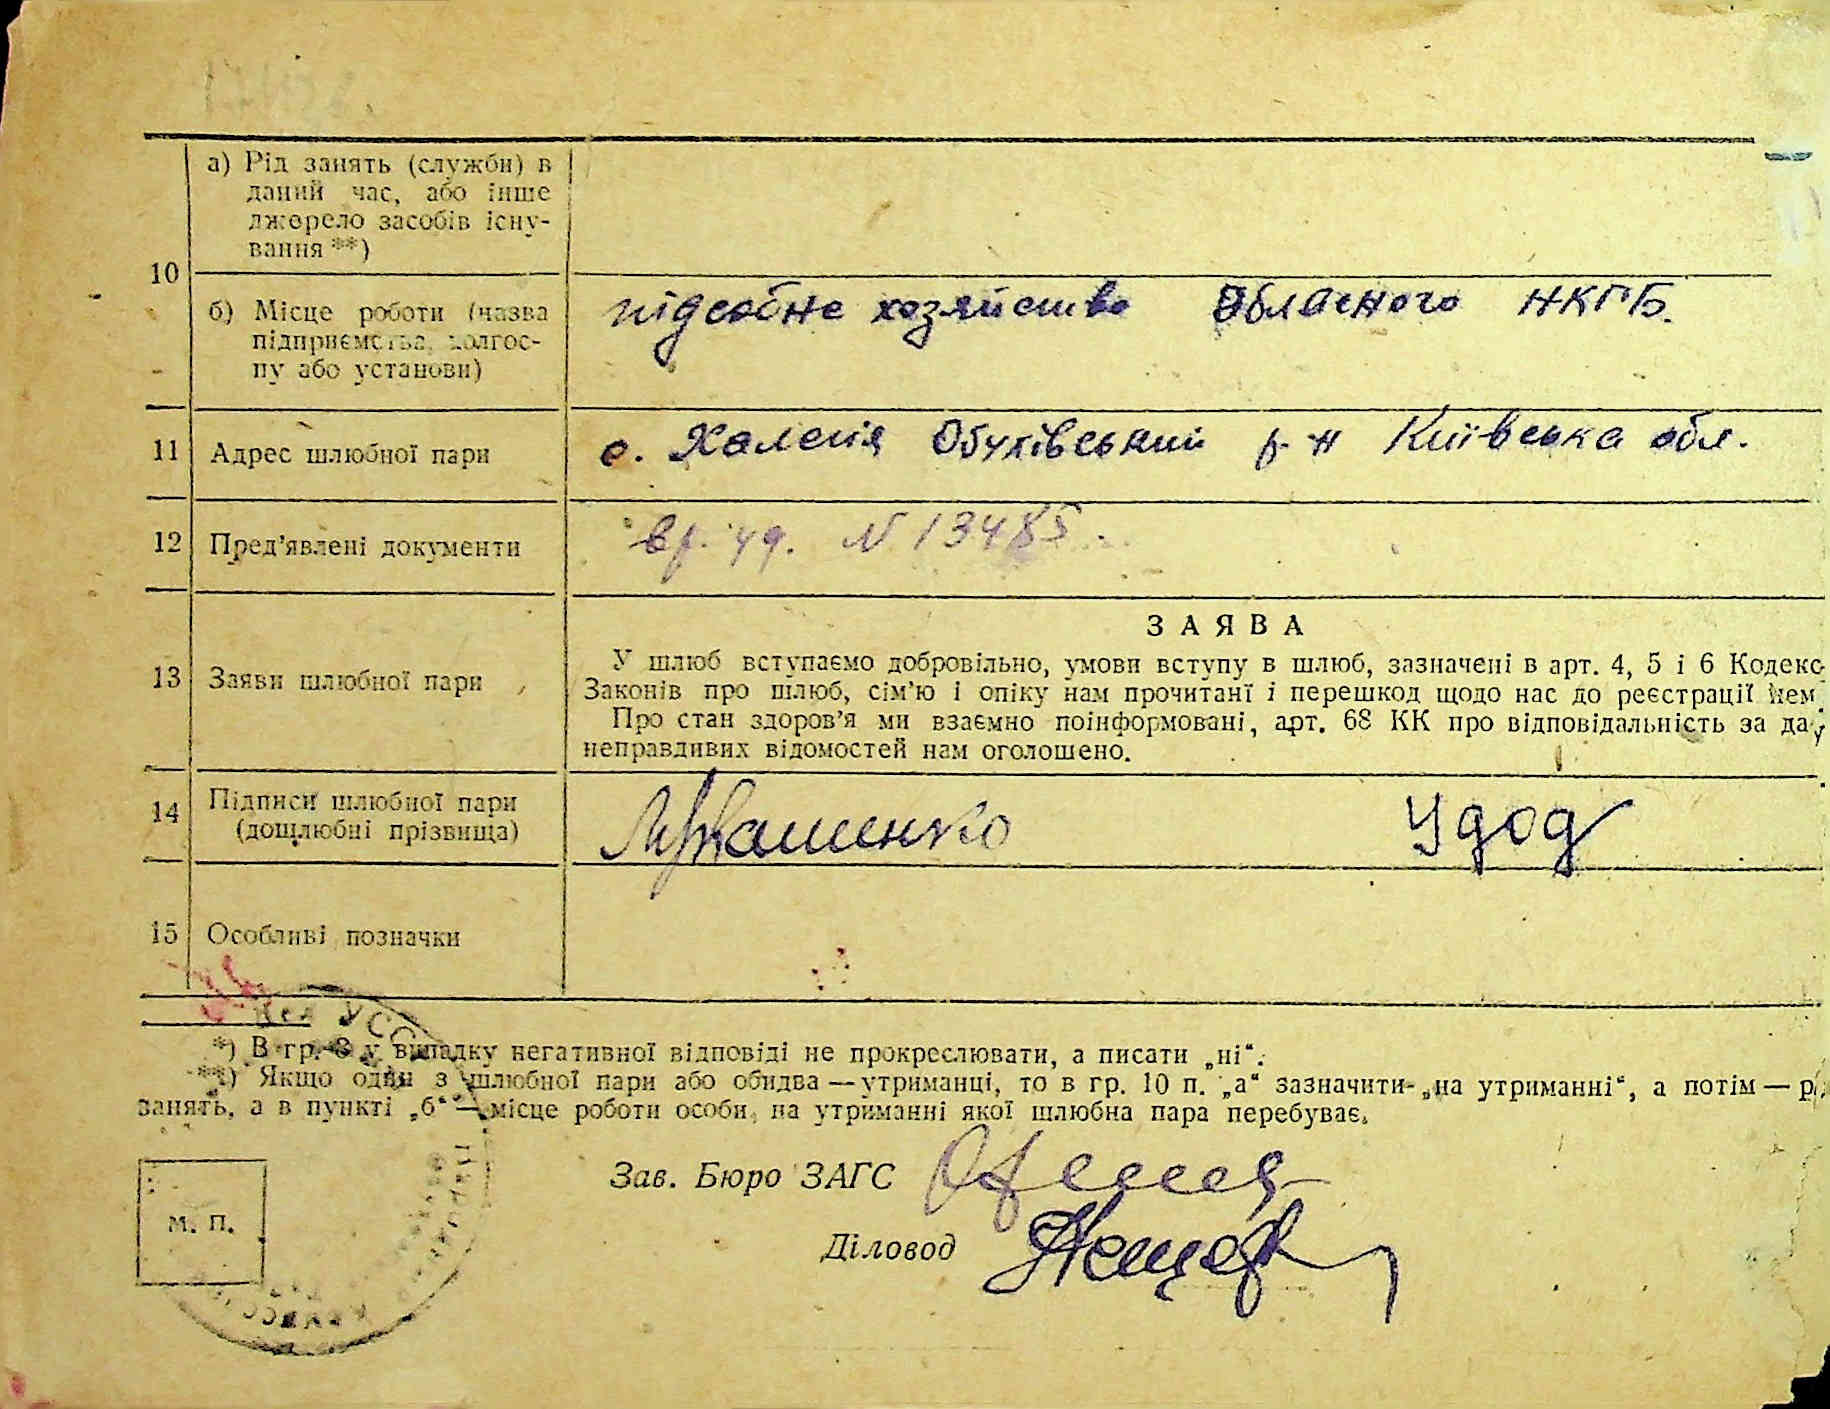 10
а) Рід занять (служби) в
даний час, або інше
джерело засобів існу-
вання **)
б) Місце роботи (назва
підприємства, колгос-
пу або установи)
підсобне хозяйство Обласного НКГБ.
11
Адрес шлюбної пари
с. Халепія Обухівський р-н Київська обл.
12
Пред’явлені документи
вр. уд. N 13485.
13
Заяви шлюбної пари
ЗАЯВА
У шлюб вступаємо добровільно, умови вступу в шлюб, зазначені в арт. 4, 5 і 6 Кодекс
Законів про шлюб, сім’ю і опіку нам прочитані і перешкод щодо нас до реєстрації нем
Про стан здоров’я ми взаємно поінформовані, арт. 68 КК про відповідальність за да
неправдивих відомостей нам оголошено.
14
Підписи шлюбної пари
(дошлюбні прізвища)
Удод
15
Особливі позначки
*) В гр. 8 у випадку негативної відповіді не прокреслювати, а писати „ні“.
**) Якщо один з шлюбної пари або обидва — утриманці, то в гр. 10 п. „а“ зазначити- „на утриманні“, а потім — р
занять, а в пункті „б“ — місце роботи особи, на утриманні якої шлюбна пара перебуває.
Зав. Бюро ЗАГС
Діловод
М. П.
УСС